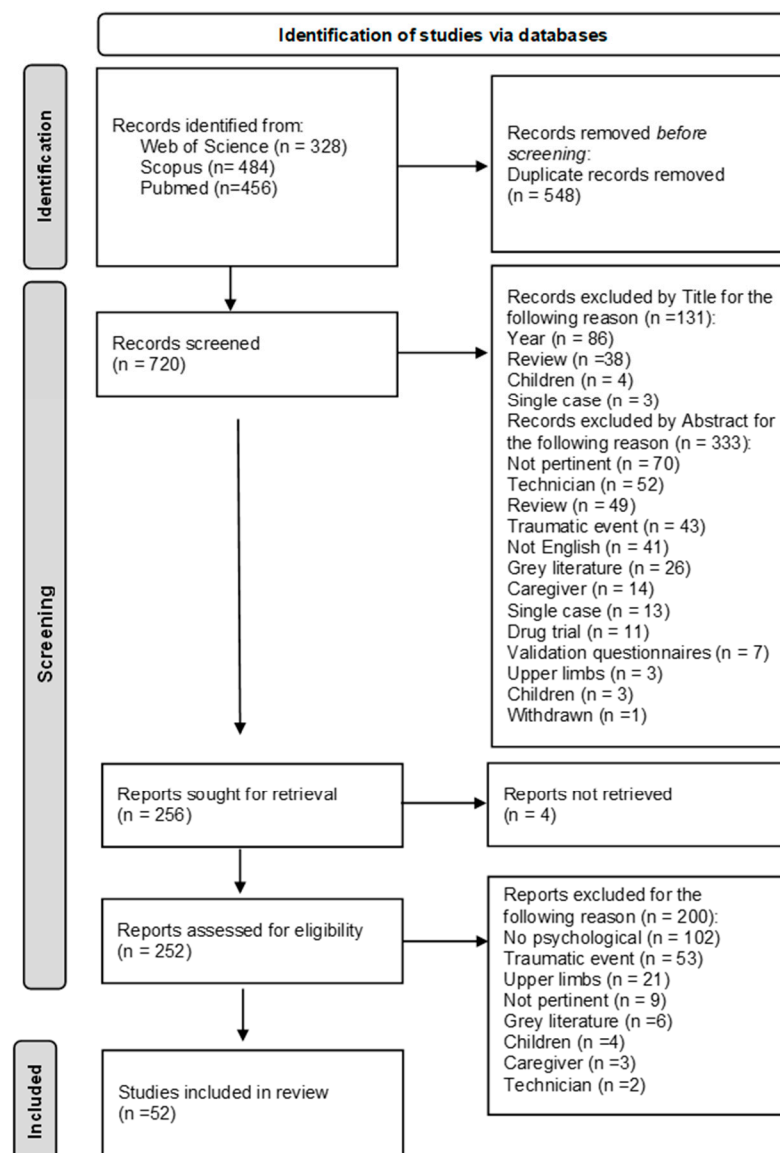 Identification of studies via databases
Identification
Records identified from:
Web of Science (n = 328)
Scopus (n= 484)
Pubmed (n=456)
Records removed before
screening:
Duplicate records removed
(n = 548)
Screening
Records screened
(n = 720)
Records excluded by Title for the
following reason (n =131):
Year (n = 86)
Review (n =38)
Children (n = 4)
Single case (n = 3)
Records excluded by Abstract for
the following reason (n = 333):
Not pertinent (n = 70)
Technician (n = 52)
Review (n = 49)
Traumatic event (n = 43)
Not English (n = 41)
Grey literature (n = 26)
Caregiver (n = 14)
Single case (n = 13)
Drug trial (n = 11)
Validation questionnaires (n = 7)
Upper limbs (n = 3)
Children (n = 3)
Withdrawn (n =1)
Reports sought for retrieval
(n = 256)
Reports not retrieved
(n = 4)
Reports assessed for eligibility
(n = 252)
Reports excluded for the
following reason (n = 200):
No psychological (n = 102)
Traumatic event (n = 53)
Upper limbs (n = 21)
Not pertinent (n = 9)
Grey literature (n =6)
Children (n =4)
Caregiver (n =3)
Technician (n =2)
Included
Studies included in review
(n =52)